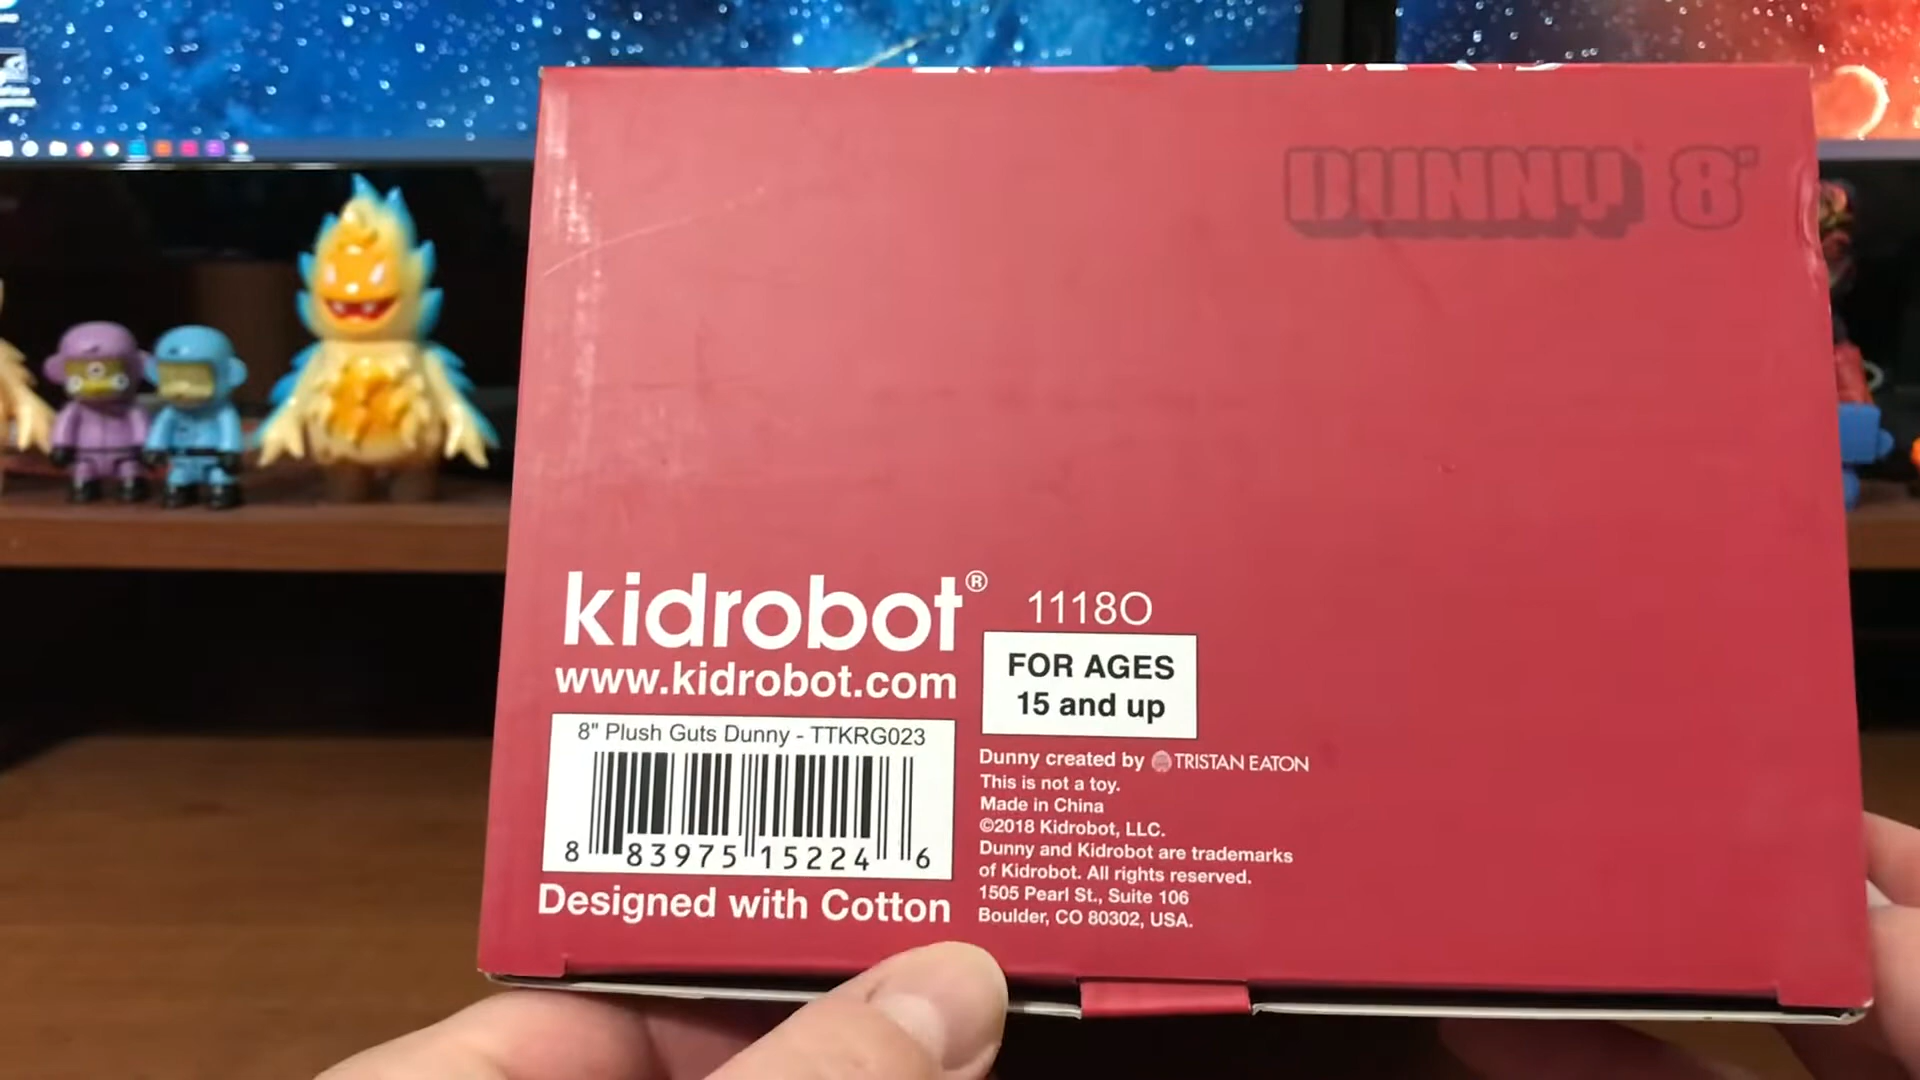 DUNNY 8"
kidrobot®
www.kidrobot.com
1118O
FOR AGES
15 and up
8" Plush Guts Dunny - TTKRG023
8 83975 15224 6
Designed with Cotton
Dunny created by TRISTAN EATON
This is not a toy.
Made in China
©2018 Kidrobot, LLC.
Dunny and Kidrobot are trademarks
of Kidrobot. All rights reserved.
1505 Pearl St., Suite 106
Boulder, CO 80302, USA.